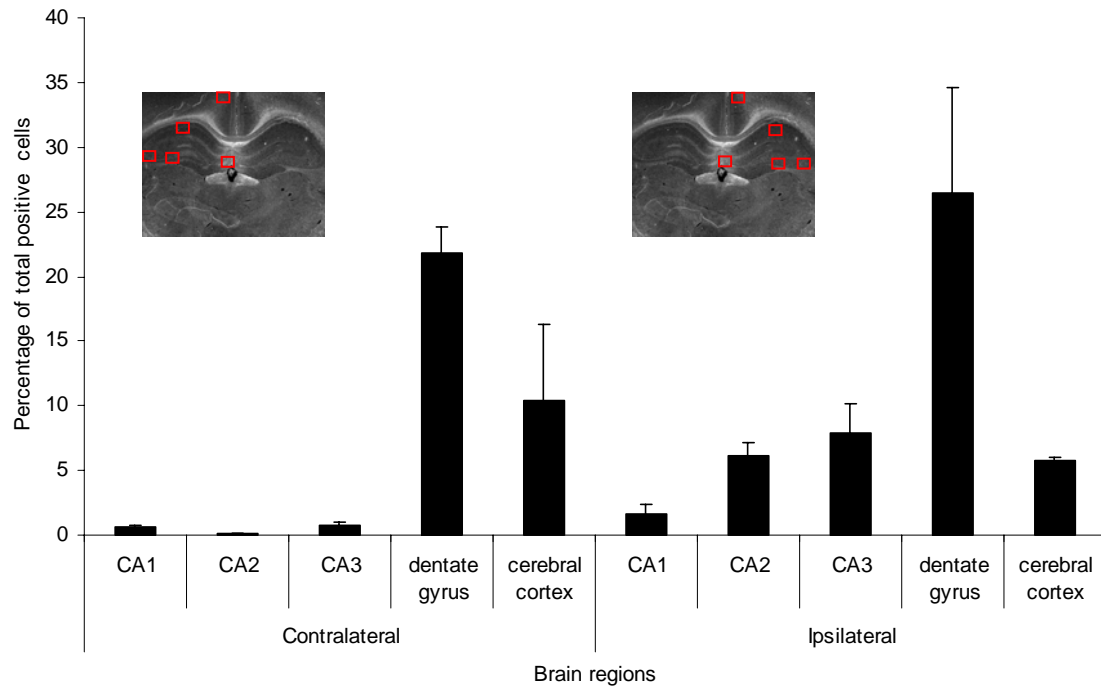 40
35
30
25
20
15
10
5
0
Percentage of total positive cells
CA1 CA2 CA3 dentate gyrus cerebral cortex CA1 CA2 CA3 dentate gyrus cerebral cortex
Contralateral Ipsilateral
Brain regions